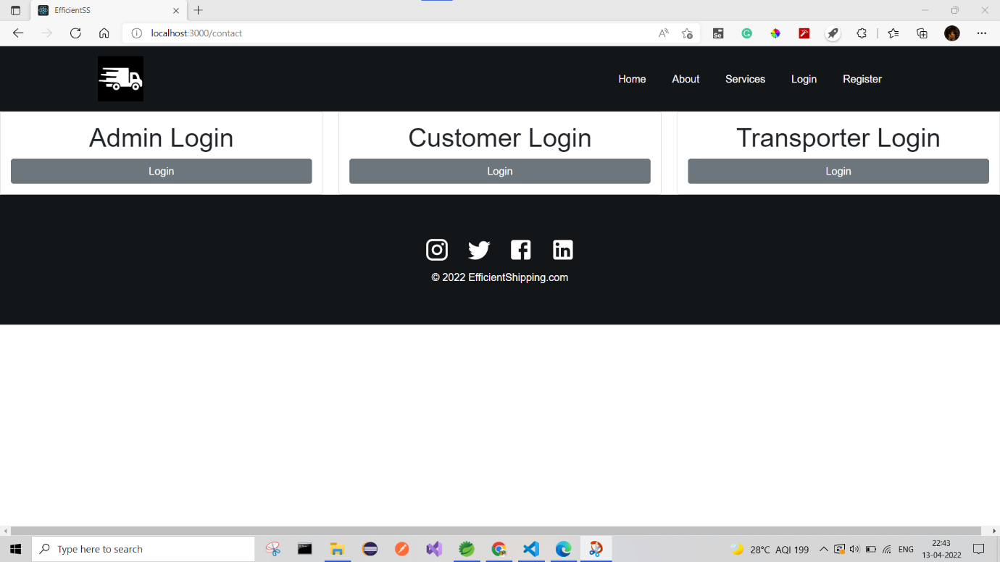 EfficientSS
localhost:3000/contact
Home About Services Login Register
Admin Login Customer Login Transporter Login
Login Login Login
© 2022 EfficientShipping.com
Type here to search
28°C AQI 199 ENG 22:43
13-04-2022